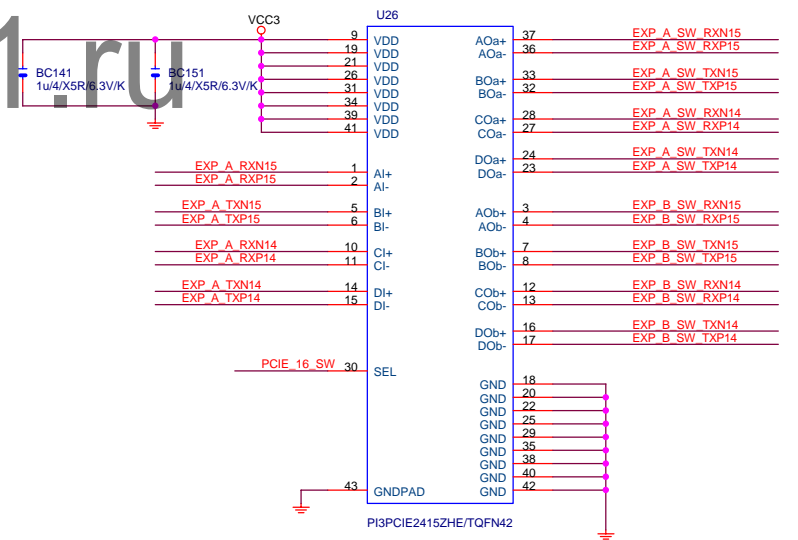 VCC3
U26
1.ru
BC141
1u/4/X5R/6.3V/K
BC151
1u/4/X5R/6.3V/K
9 VDD
19 VDD
21 VDD
26 VDD
31 VDD
34 VDD
39 VDD
41 VDD
EXP_A_RXN15 1 AI+
EXP_A_RXP15 2 AI-
EXP_A_TXN15 5 BI+
EXP_A_TXP15 6 BI-
EXP_A_RXN14 10 CI+
EXP_A_RXP14 11 CI-
EXP_A_TXN14 14 DI+
EXP_A_TXP14 15 DI-
PCIE_16_SW 30 SEL
43 GNDPAD
AOa+ 37 EXP_A_SW_RXN15
AOa- 36 EXP_A_SW_RXP15
BOa+ 33 EXP_A_SW_TXN15
BOa- 32 EXP_A_SW_TXP15
COa+ 28 EXP_A_SW_RXN14
COa- 27 EXP_A_SW_RXP14
DOa+ 24 EXP_A_SW_TXN14
DOa- 23 EXP_A_SW_TXP14
AOb+ 3 EXP_B_SW_RXN15
AOb- 4 EXP_B_SW_RXP15
BOb+ 7 EXP_B_SW_TXN15
BOb- 8 EXP_B_SW_TXP15
COb+ 12 EXP_B_SW_RXN14
COb- 13 EXP_B_SW_RXP14
DOb+ 16 EXP_B_SW_TXN14
DOb- 17 EXP_B_SW_TXP14
GND 18
GND 20
GND 22
GND 25
GND 29
GND 35
GND 38
GND 40
GND 42
PI3PCIE2415ZHE/TQFN42